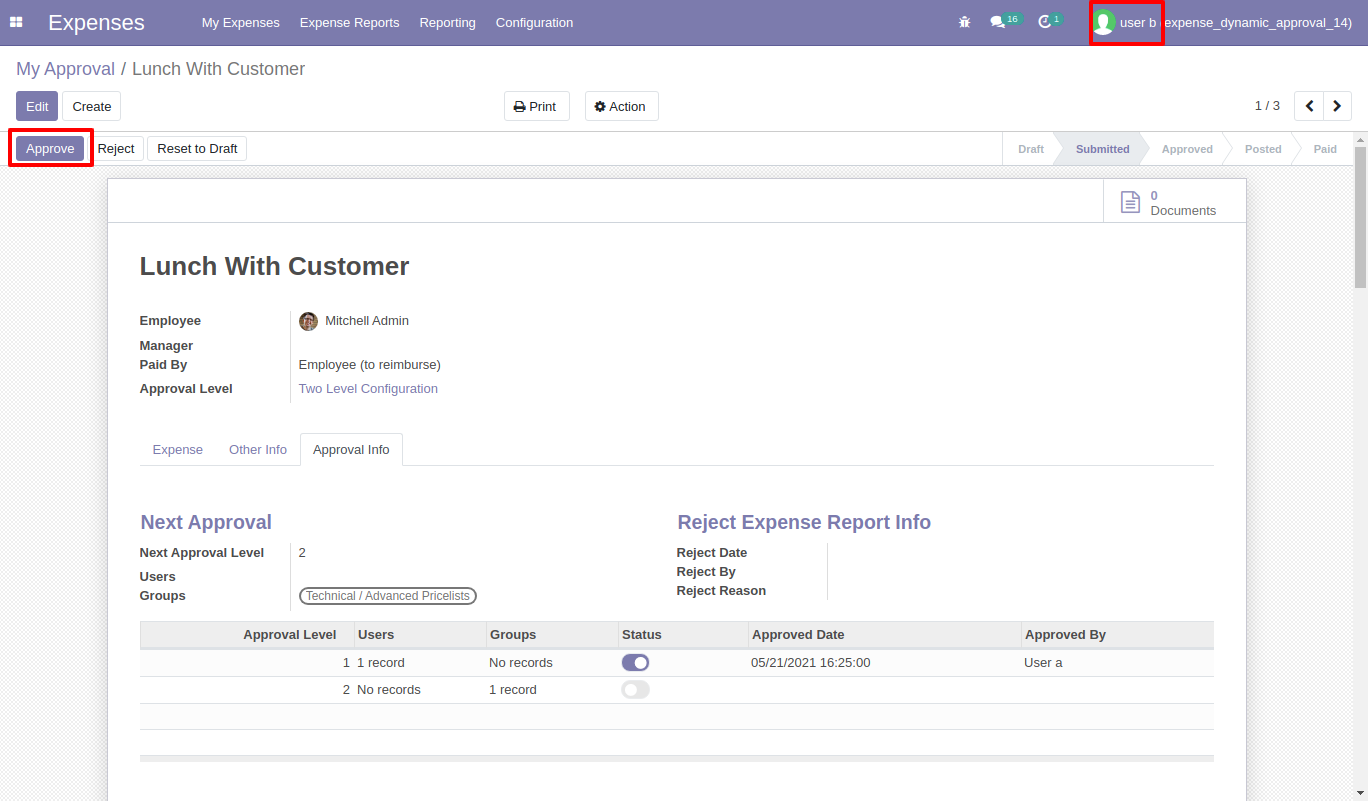 Expenses My Expenses Expense Reports Reporting Configuration 16 1 user b (expense_dynamic_approval_14)
My Approval / Lunch With Customer
Edit Create Print Action 1 / 3
Approve Reject Reset to Draft Draft Submitted Approved Posted Paid
0
Documents
Lunch With Customer
Employee Mitchell Admin
Manager
Paid By Employee (to reimburse)
Approval Level Two Level Configuration
Expense Other Info Approval Info
Next Approval Reject Expense Report Info
Next Approval Level 2 Reject Date
Users Reject By
Groups Technical / Advanced Pricelists Reject Reason
Approval Level Users Groups Status Approved Date Approved By
1 1 record No records 05/21/2021 16:25:00 User a
2 No records 1 record